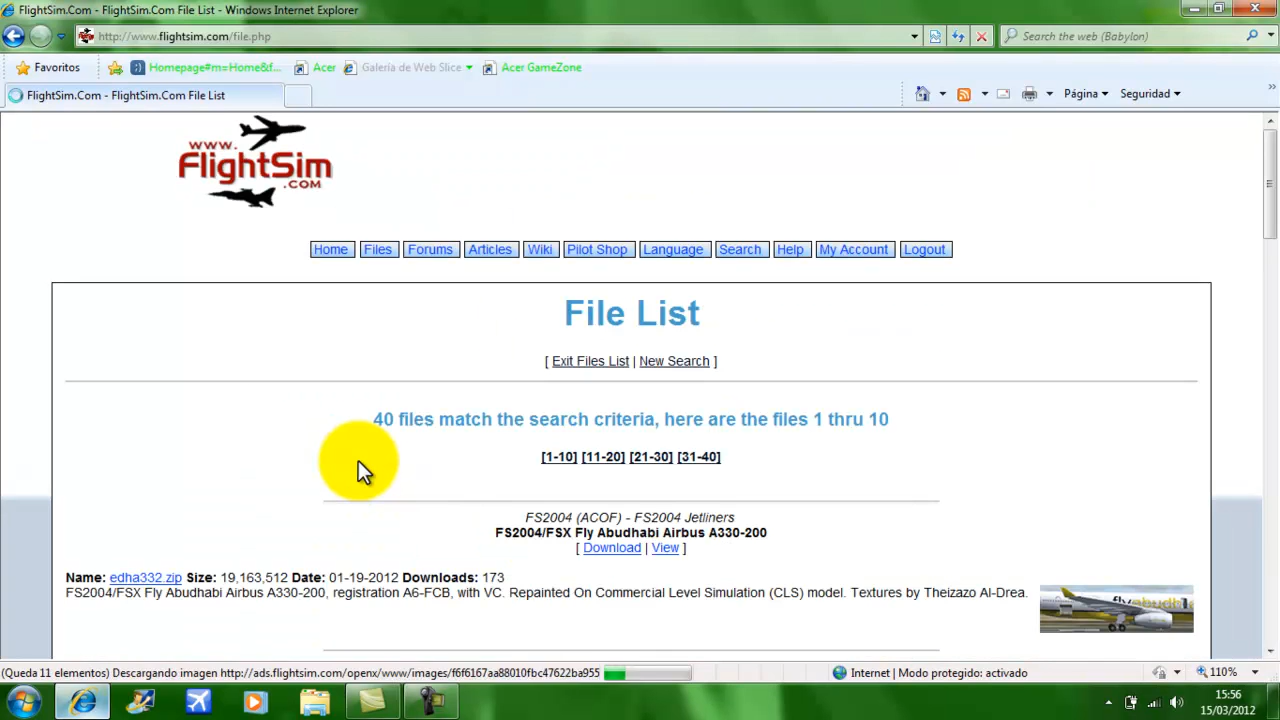 FlightSim.Com - FlightSim.Com File List - Windows Internet Explorer
http://www.flightsim.com/file.php
Search the web (Babylon)
Favoritos
Homepage#m=Home&f...
Acer
Galería de Web Slice
Acer GameZone
FlightSim.Com - FlightSim.Com File List
Página
Seguridad
www.
FlightSim
.COM
Home Files Forums Articles Wiki Pilot Shop Language Search Help My Account Logout
File List
[ Exit Files List | New Search ]
40 files match the search criteria, here are the files 1 thru 10
[1-10] [11-20] [21-30] [31-40]
FS2004 (ACOF) - FS2004 Jetliners
FS2004/FSX Fly Abudhabi Airbus A330-200
[ Download | View ]
Name: edha332.zip Size: 19,163,512 Date: 01-19-2012 Downloads: 173
FS2004/FSX Fly Abudhabi Airbus A330-200, registration A6-FCB, with VC. Repainted On Commercial Level Simulation (CLS) model. Textures by Theizazo Al-Drea.
(Queda 11 elementos) Descargando imagen http://ads.flightsim.com/openx/www/images/f6f6167aa88010fbc47622ba955
Internet | Modo protegido: activado
110%
15:56
15/03/2012